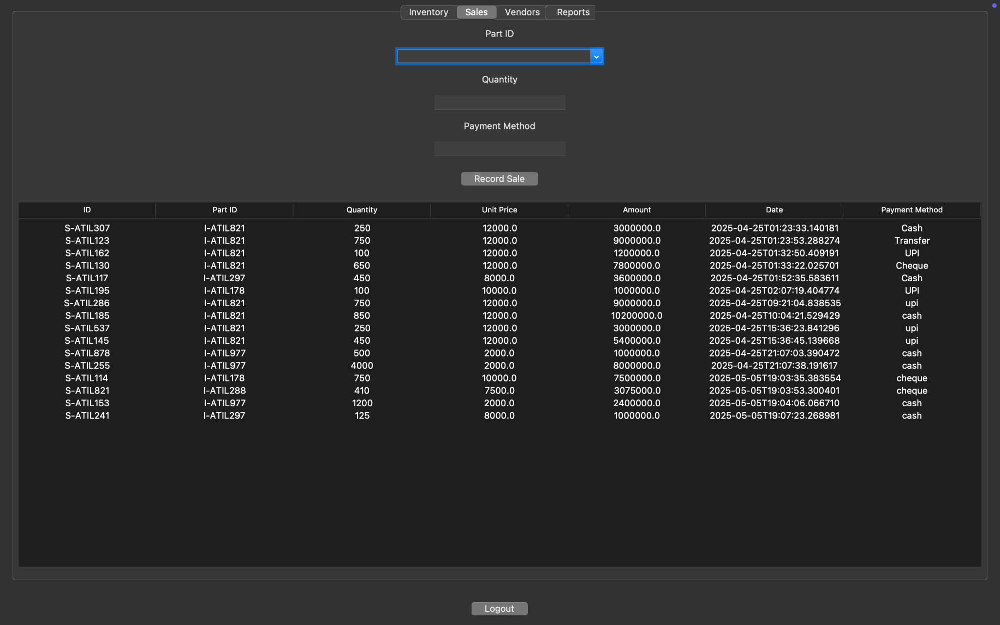 Inventory Sales Vendors Reports
Part ID
Quantity
Payment Method
Record Sale
ID Part ID Quantity Unit Price Amount Date Payment Method
S-ATIL307 I-ATIL821 250 12000.0 3000000.0 2025-04-25T01:23:33.140181 Cash
S-ATIL123 I-ATIL821 750 12000.0 9000000.0 2025-04-25T01:23:53.288274 Transfer
S-ATIL162 I-ATIL821 100 12000.0 1200000.0 2025-04-25T01:32:50.409191 UPI
S-ATIL130 I-ATIL821 650 12000.0 7800000.0 2025-04-25T01:33:22.025701 Cheque
S-ATIL117 I-ATIL297 450 8000.0 3600000.0 2025-04-25T01:52:35.583611 Cash
S-ATIL195 I-ATIL178 100 10000.0 1000000.0 2025-04-25T02:07:19.404774 UPI
S-ATIL286 I-ATIL821 750 12000.0 9000000.0 2025-04-25T09:21:04.838535 upi
S-ATIL185 I-ATIL821 850 12000.0 10200000.0 2025-04-25T10:04:21.529429 cash
S-ATIL537 I-ATIL821 250 12000.0 3000000.0 2025-04-25T15:36:23.841296 upi
S-ATIL145 I-ATIL821 450 12000.0 5400000.0 2025-04-25T15:36:45.139668 upi
S-ATIL878 I-ATIL977 500 2000.0 1000000.0 2025-04-25T21:07:03.390472 cash
S-ATIL255 I-ATIL977 4000 2000.0 8000000.0 2025-04-25T21:07:38.191617 cash
S-ATIL114 I-ATIL178 750 10000.0 7500000.0 2025-05-05T19:03:35.383554 cheque
S-ATIL821 I-ATIL288 410 7500.0 3075000.0 2025-05-05T19:03:53.300401 cheque
S-ATIL153 I-ATIL977 1200 2000.0 2400000.0 2025-05-05T19:04:06.066710 cash
S-ATIL241 I-ATIL297 125 8000.0 1000000.0 2025-05-05T19:07:23.268981 cash
Logout